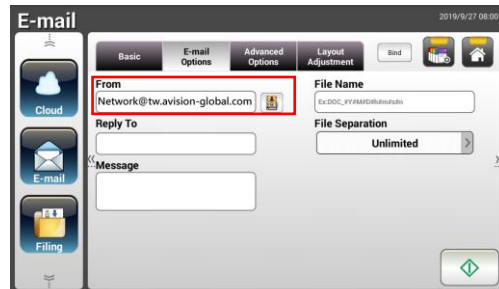 E-mail
2019/9/27 08:00
Basic
E-mail
Options
Advanced
Options
Layout
Adjustment
Bind
From
Network@tw.avision-global.com
File Name
Reply To
File Separation
Unlimited
Message
Cloud
E-mail
Filing